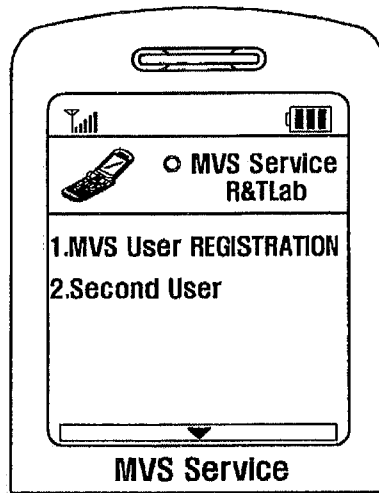 MVS Service
R&TLab
1.MVS User REGISTRATION
2.Second User
MVS Service